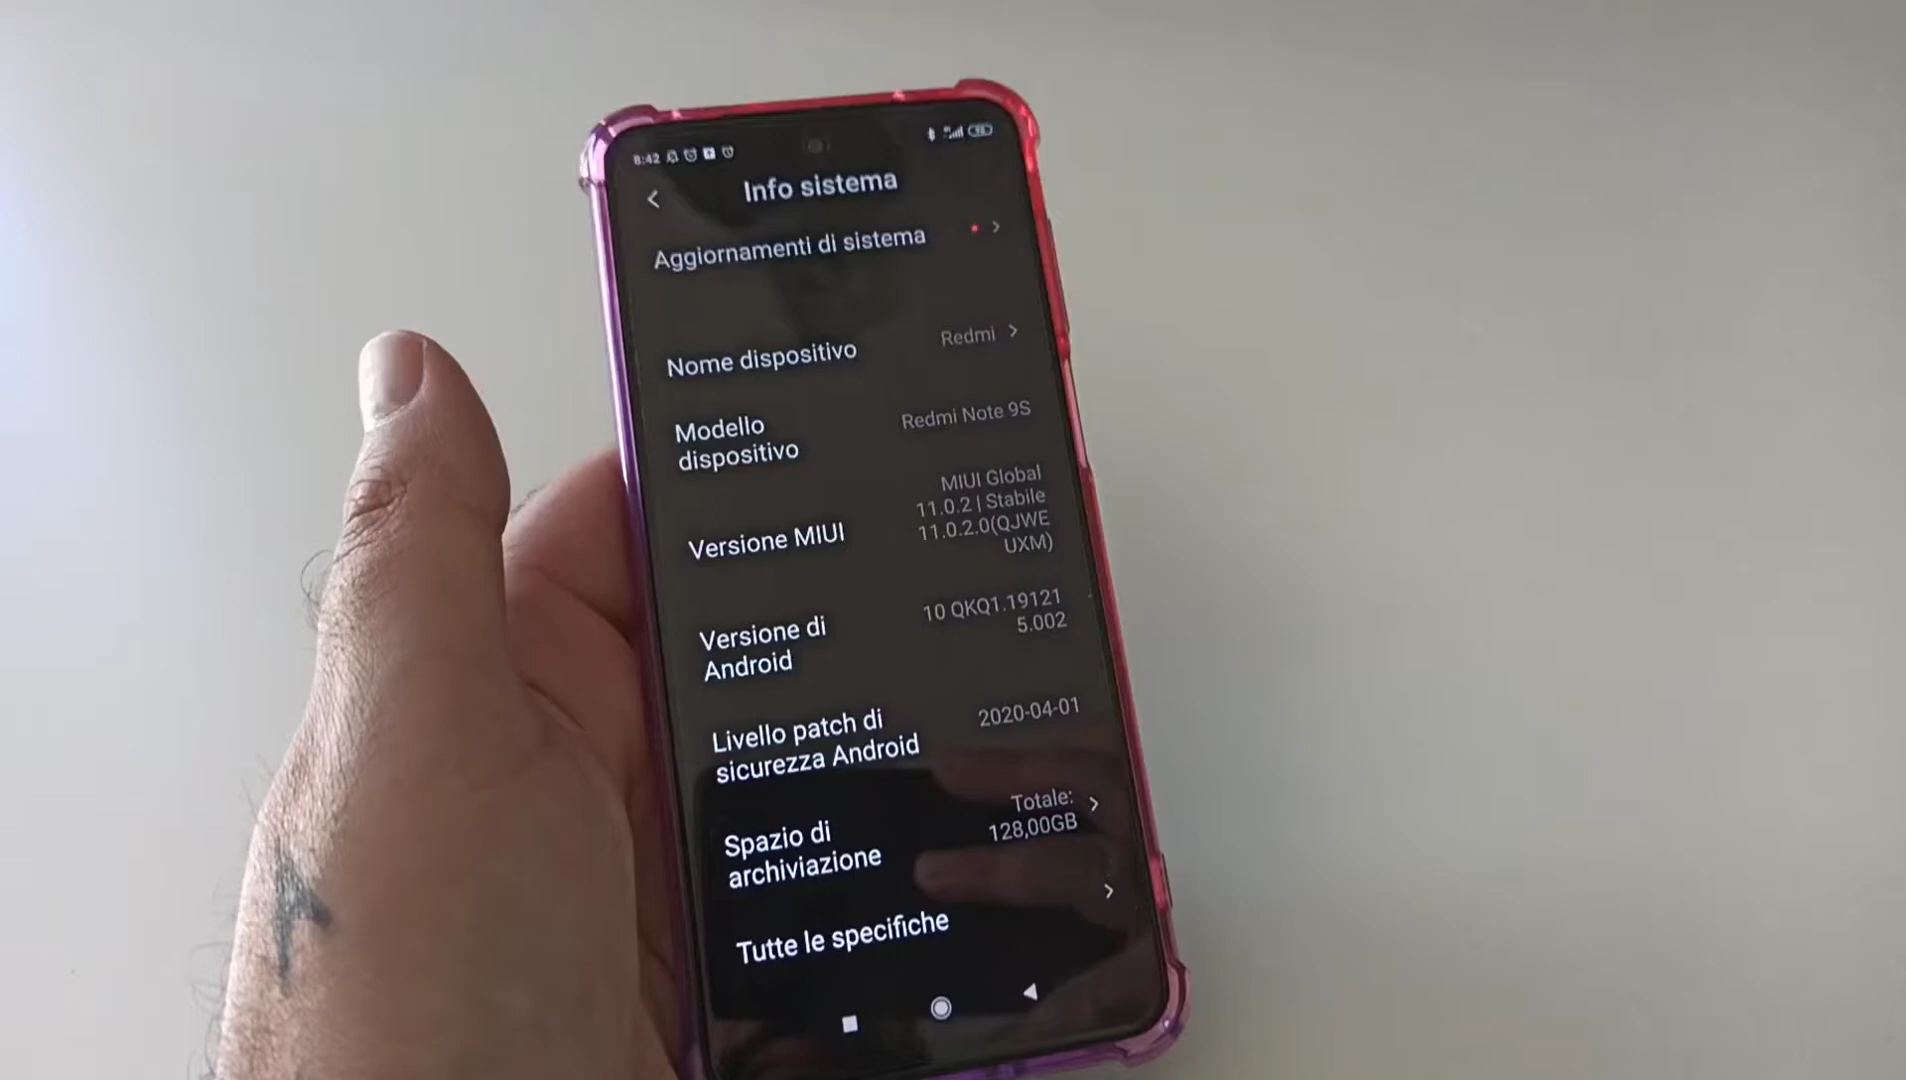 8:42
Info sistema
Aggiornamenti di sistema
Nome dispositivo
Redmi
Modello
dispositivo
Redmi Note 9S
Versione MIUI
MIUI Global
11.0.2 | Stabile
11.0.2.0(QJWE
UXM)
Versione di
Android
10 QKQ1.19121
5.002
Livello patch di
sicurezza Android
2020-04-01
Spazio di
archiviazione
Totale:
128,00GB
Tutte le specifiche